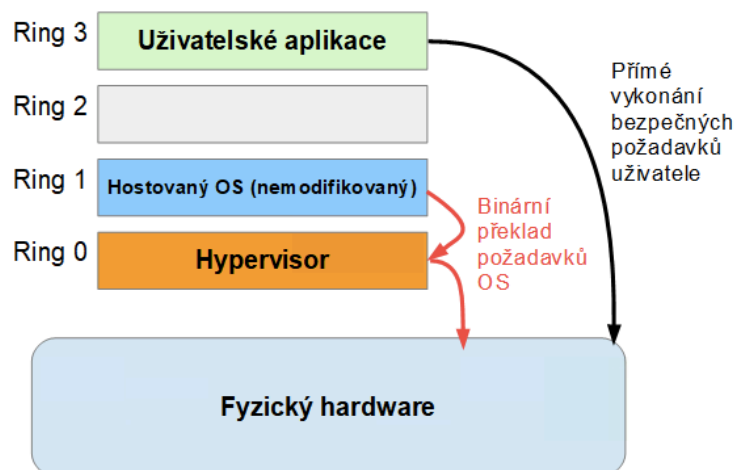 Ring 3
Uživatelské aplikace
Přímé
vykonání
bezpečných
požadavků
uživatele
Ring 2
Ring 1
Hostovaný OS (nemodifikovaný)
Binární
překlad
požadavků
OS
Ring 0
Hypervisor
Fyzický hardware